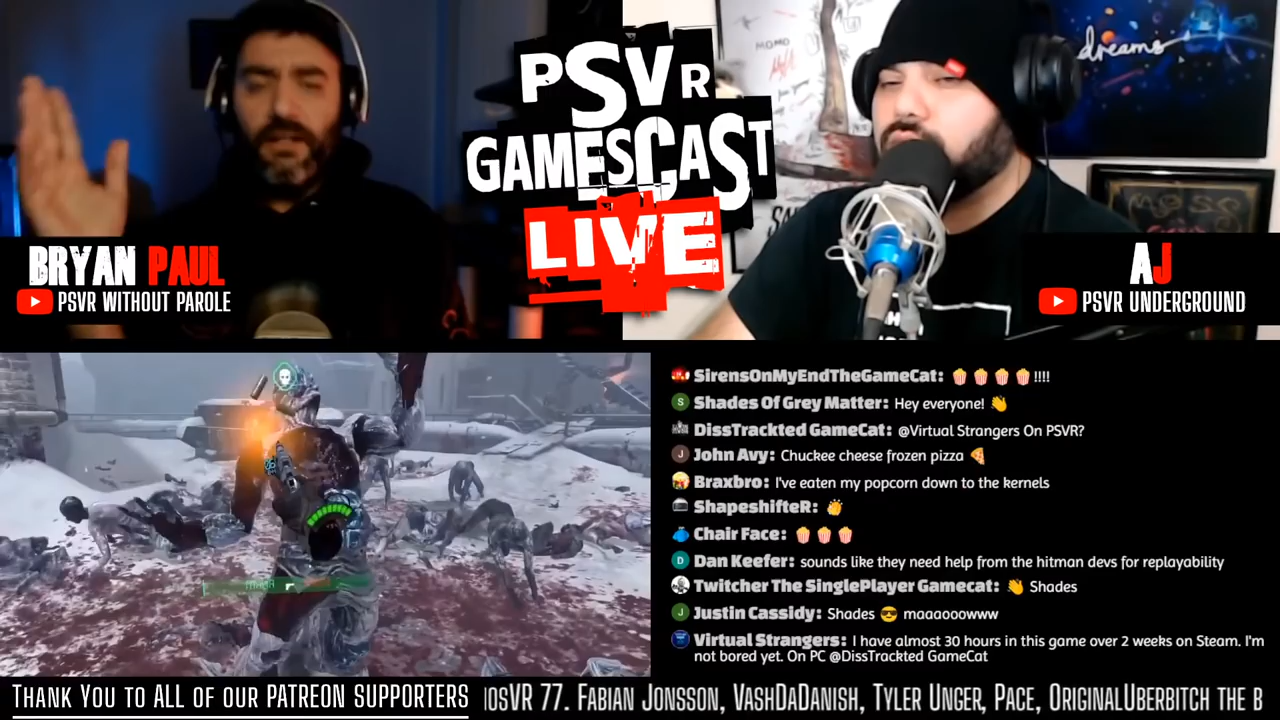 PSVR
GAMESCAST
LIVE
dreams
BRYAN PAUL
PSVR WITHOUT PAROLE
AJ
PSVR UNDERGROUND
SirensOnMyEndTheGameCat: 🍿🍿🍿🍿!!!!
Shades Of Grey Matter: Hey everyone! 👋
DissTrackted GameCat: @Virtual Strangers On PSVR?
John Avy: Chuckee cheese frozen pizza 🍕
Braxbro: I've eaten my popcorn down to the kernels
ShapeshifteR: 👏
Chair Face: 🍿🍿🍿
Dan Keefer: sounds like they need help from the hitman devs for replayability
Twitcher The SinglePlayer Gamecat: 👋 Shades
Justin Cassidy: Shades 😎 maaaooowww
Virtual Strangers: I have almost 30 hours in this game over 2 weeks on Steam. I'm
not bored yet. On PC @DissTrackted GameCat
THANK YOU TO ALL OF OUR PATREON SUPPORTERS
IOSVR 77. FABIAN JONSSON, VASHDADANISH, TYLER UNGER, PACE, ORIGINALUBERBITCH THE B